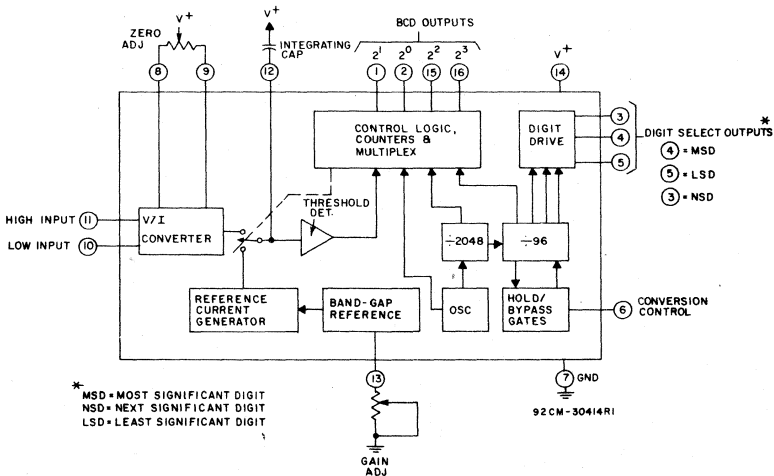 V+
ZERO
ADJ
8
9
V+
INTEGRATING
CAP
12
BCD OUTPUTS
2¹ 2⁰ 2² 2³
1 2 15 16
V+
14
CONTROL LOGIC,
COUNTERS &
MULTIPLEX
DIGIT
DRIVE
3
4
5
DIGIT SELECT OUTPUTS*
4 = MSD
5 = LSD
3 = NSD
HIGH INPUT 11
LOW INPUT 10
V/I
CONVERTER
THRESHOLD
DET.
÷2048
÷96
REFERENCE
CURRENT
GENERATOR
BAND-GAP
REFERENCE
OSC
HOLD/
BYPASS
GATES
6 CONVERSION
CONTROL
13
GAIN
ADJ
7 GND
92CM-30414R1
*
MSD = MOST SIGNIFICANT DIGIT
NSD = NEXT SIGNIFICANT DIGIT
LSD = LEAST SIGNIFICANT DIGIT